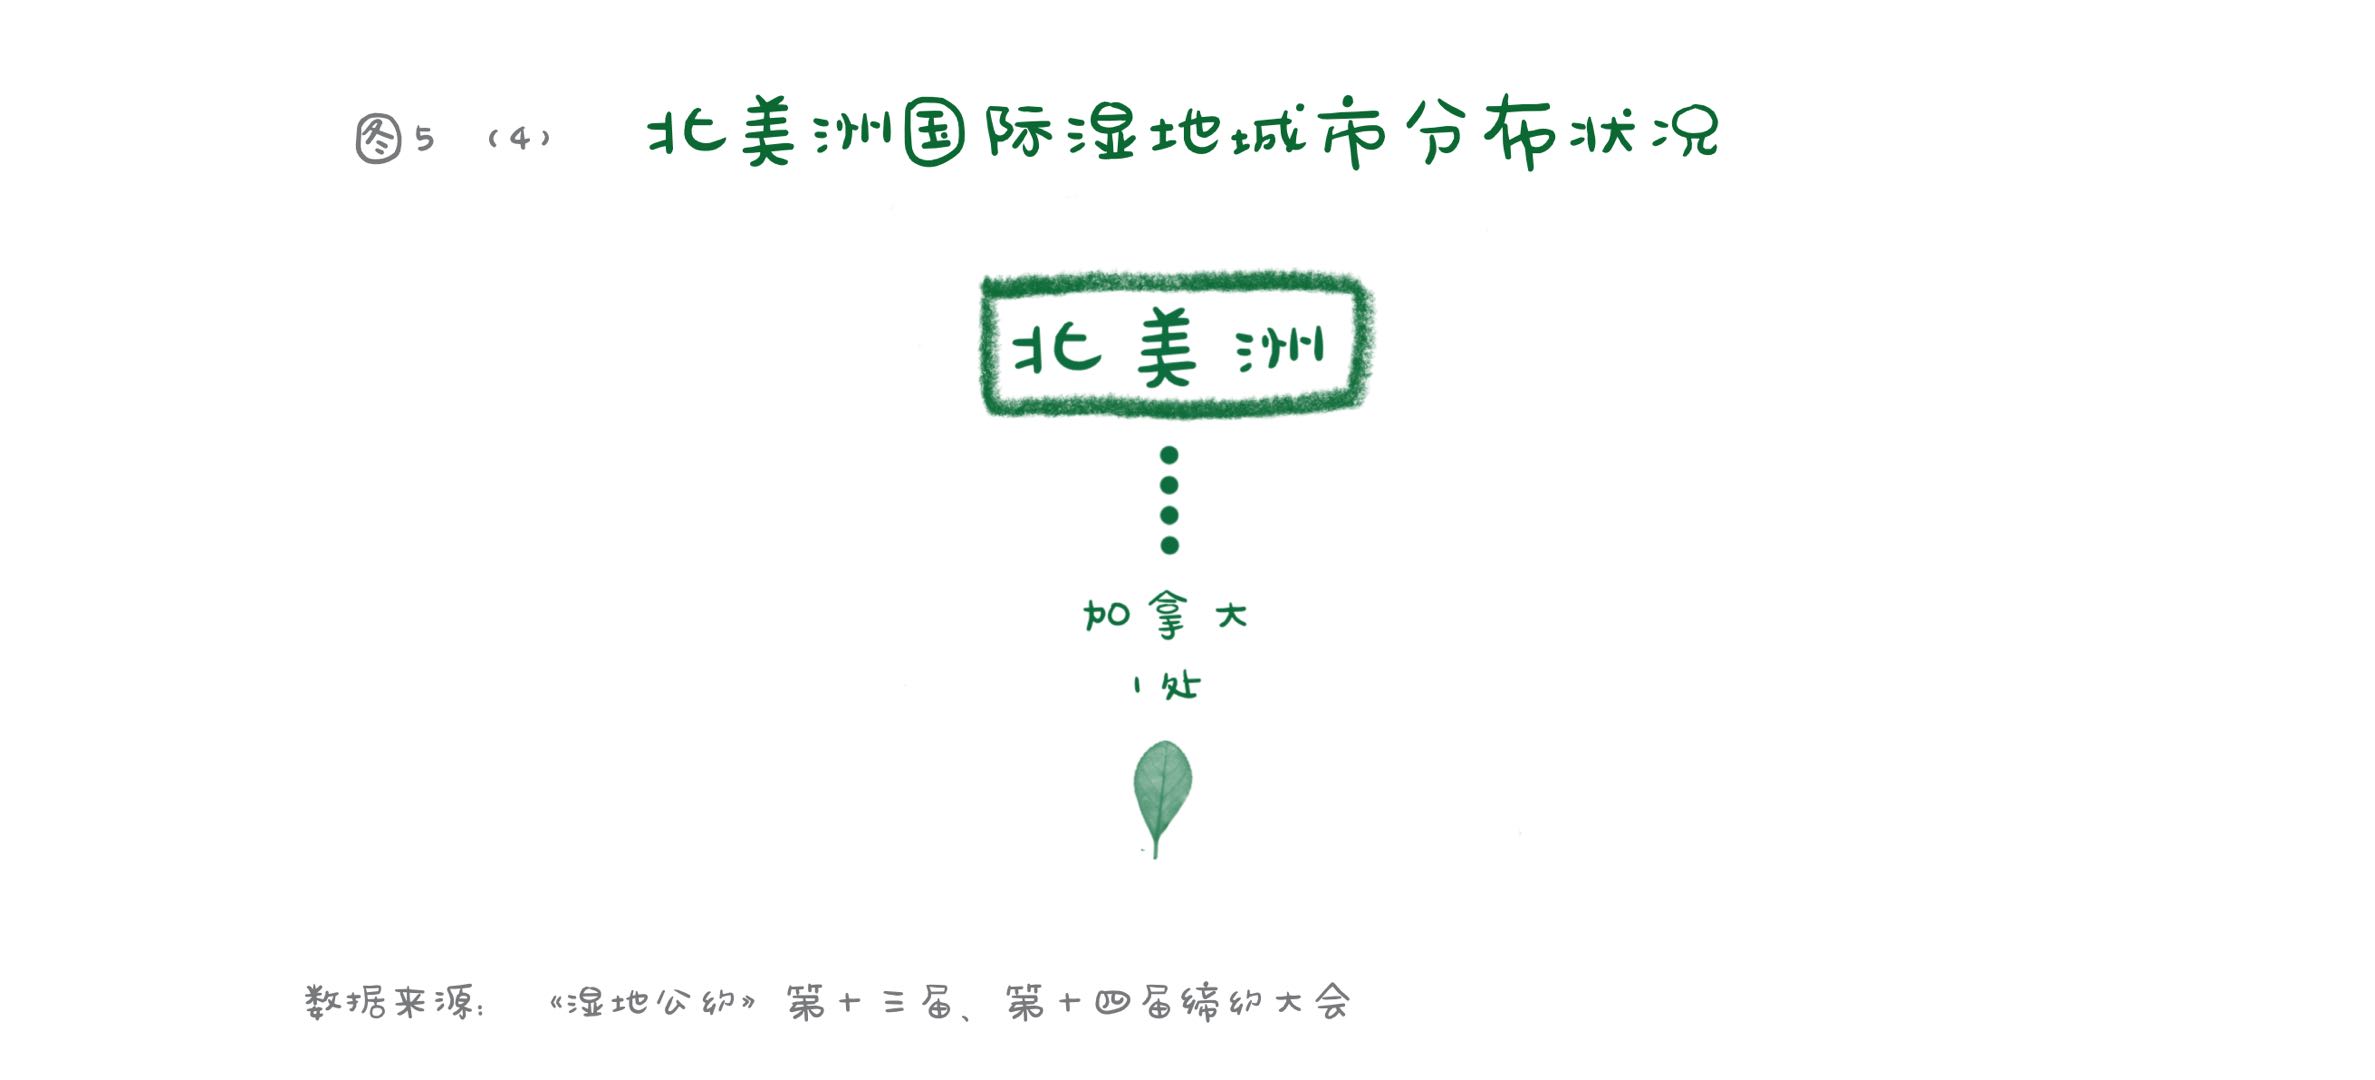 图5 (4) 北美洲国际湿地城市分布状况
北美洲
加拿大
1处
数据来源：《湿地公约》第十三届、第十四届缔约大会